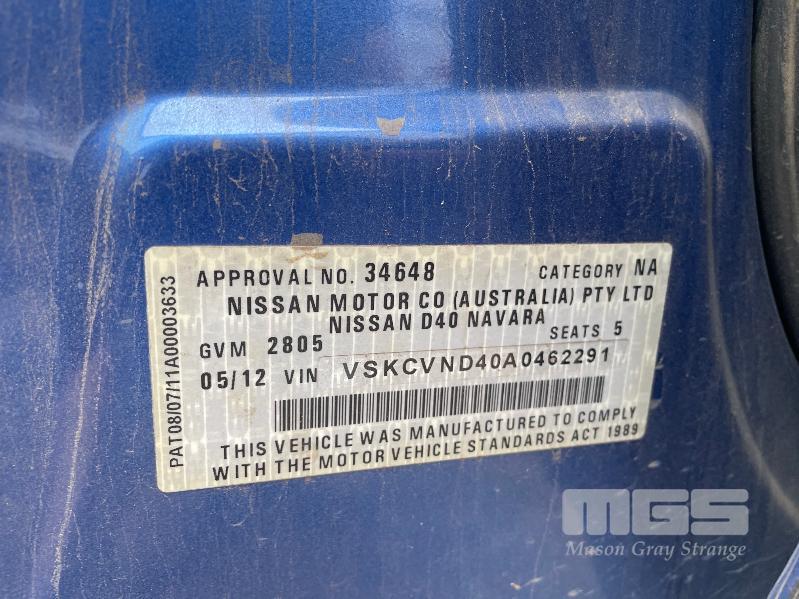 PAT08/07/11A00003633
APPROVAL NO. 34648 CATEGORY NA
NISSAN MOTOR CO (AUSTRALIA) PTY LTD
NISSAN D40 NAVARA
GVM 2805 SEATS 5
05/12 VIN VSKCVND40A0462291
THIS VEHICLE WAS MANUFACTURED TO COMPLY
WITH THE MOTOR VEHICLE STANDARDS ACT 1989
MGS
Mason Gray Strange